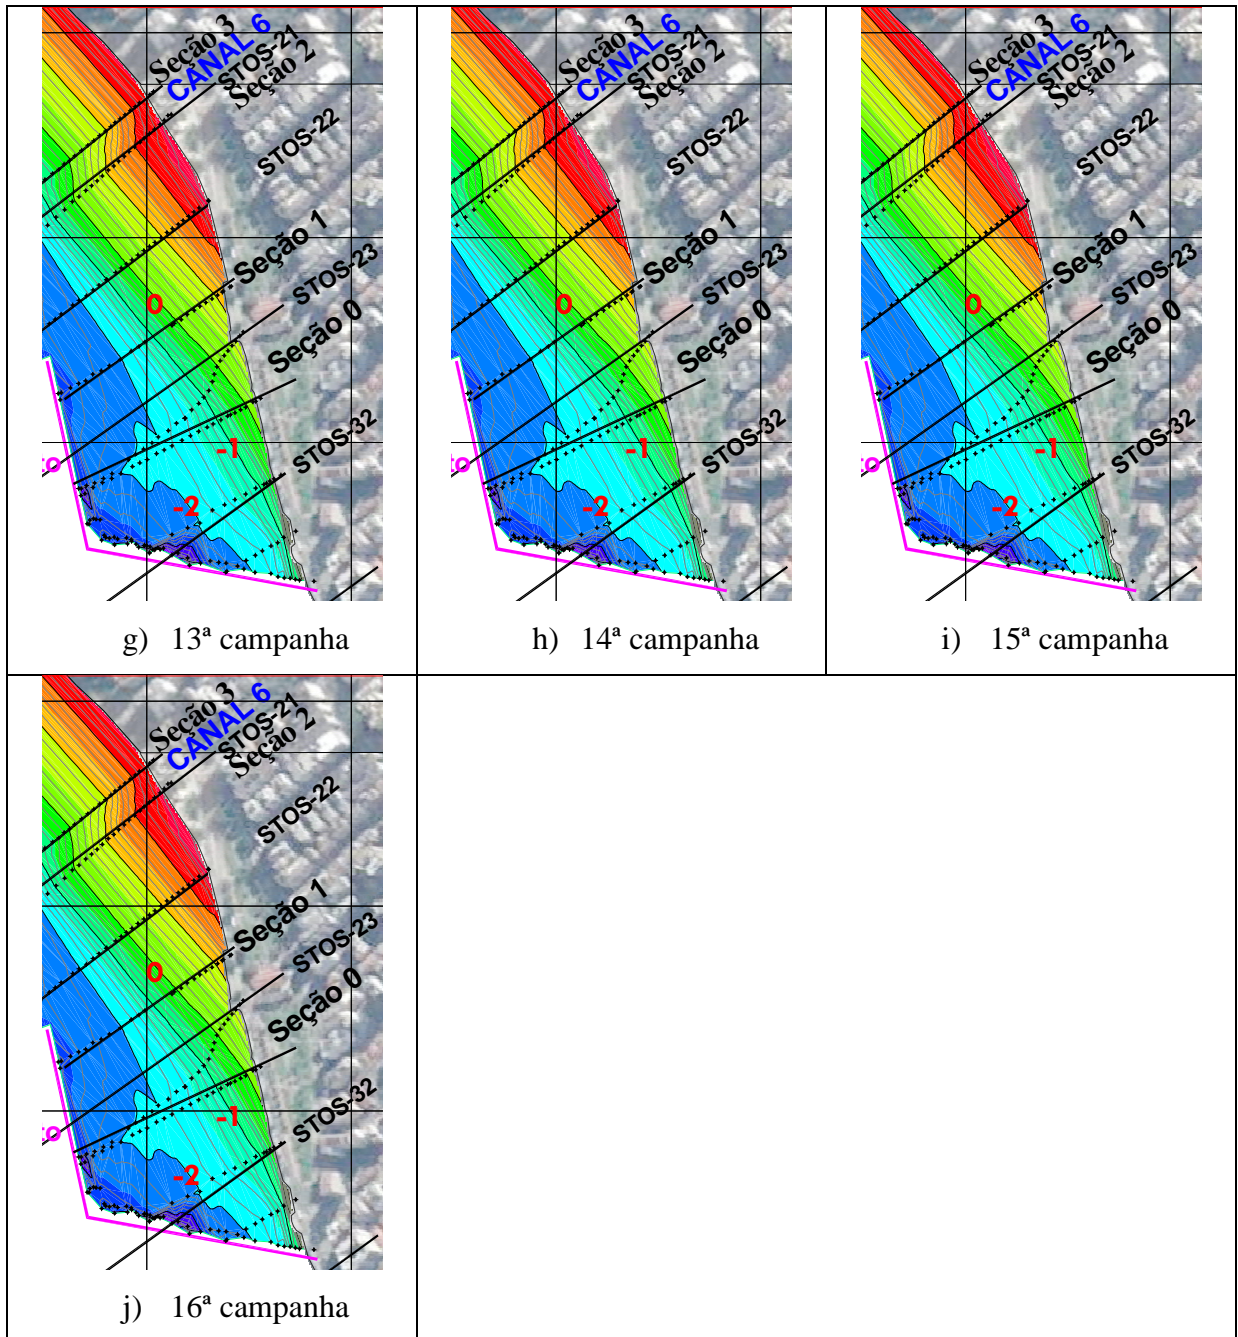 Seção 3
CANAL 6
STOS-21
Seção 2
STOS-22
Seção 1
STOS-23
0
Seção 0
-1
STOS-32
-2
to
g) 13ª campanha
Seção 3
CANAL 6
STOS-21
Seção 2
STOS-22
Seção 1
STOS-23
0
Seção 0
-1
STOS-32
-2
to
h) 14ª campanha
Seção 3
CANAL 6
STOS-21
Seção 2
STOS-22
Seção 1
STOS-23
0
Seção 0
-1
STOS-32
-2
to
i) 15ª campanha
Seção 3
CANAL 6
STOS-21
Seção 2
STOS-22
Seção 1
STOS-23
0
Seção 0
-1
STOS-32
-2
to
j) 16ª campanha